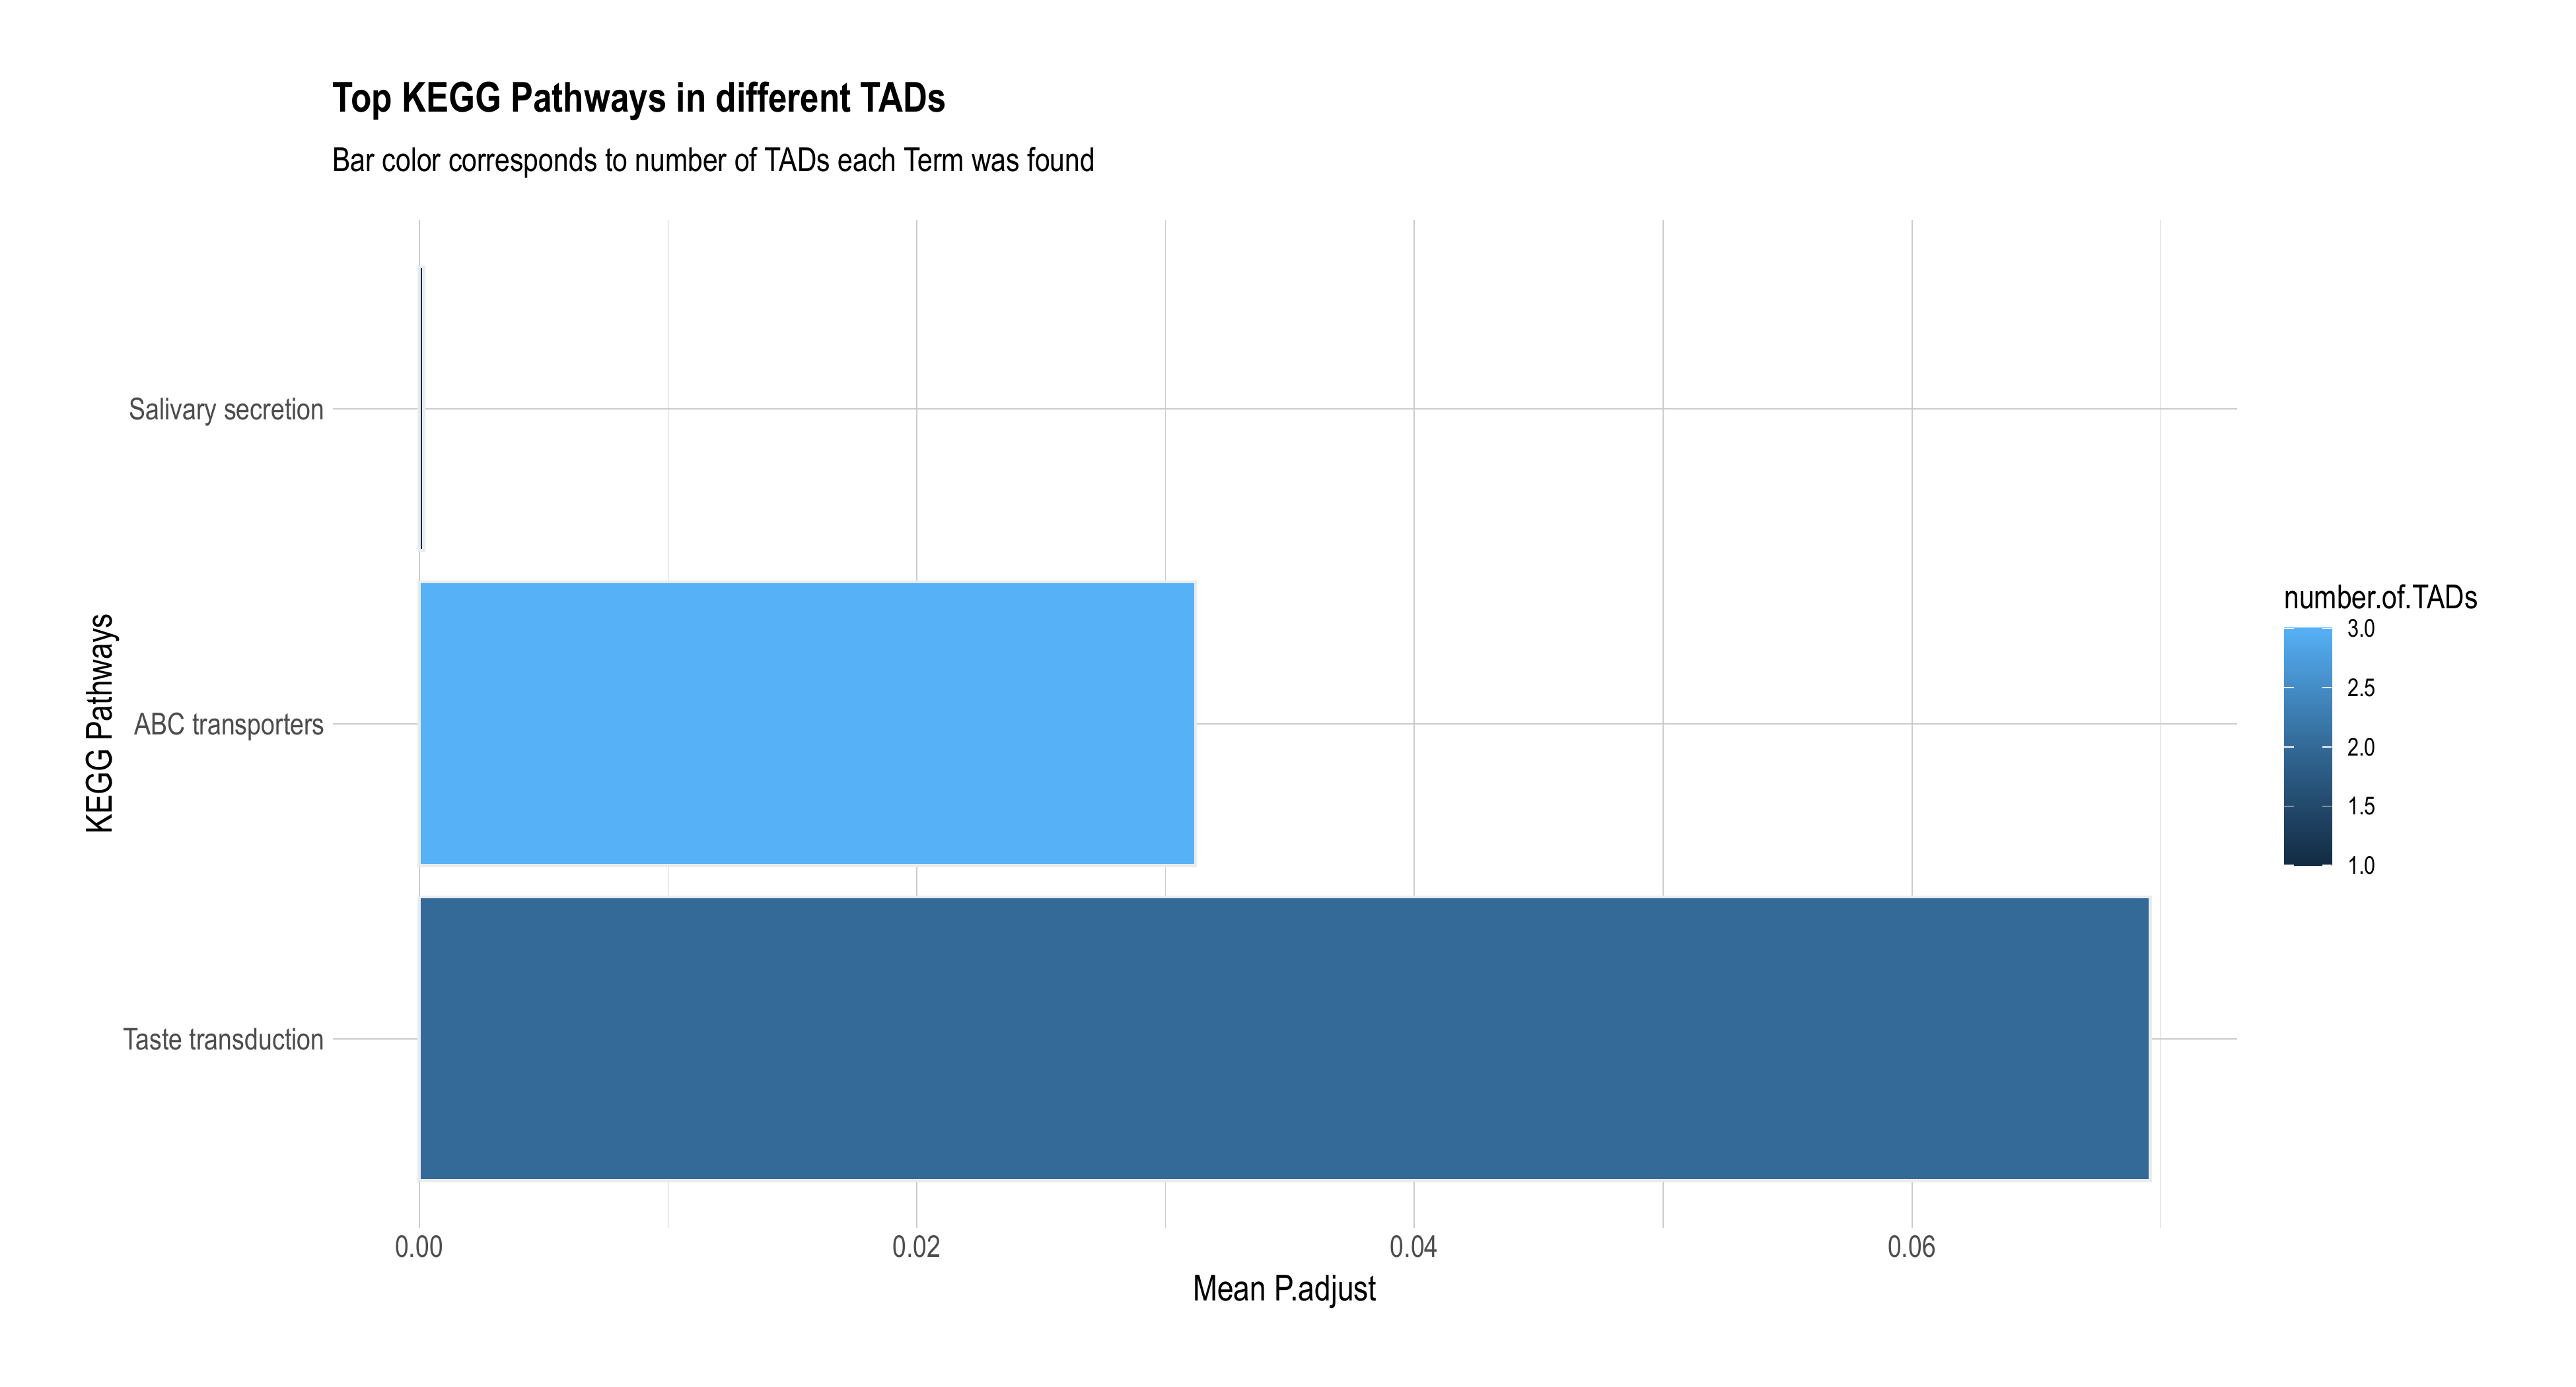 Top KEGG Pathways in different TADs
Bar color corresponds to number of TADs each Term was found
KEGG Pathways
Salivary secretion
ABC transporters
Taste transduction
0.00
0.02
0.04
0.06
Mean P.adjust
number.of.TADs
3.0
2.5
2.0
1.5
1.0